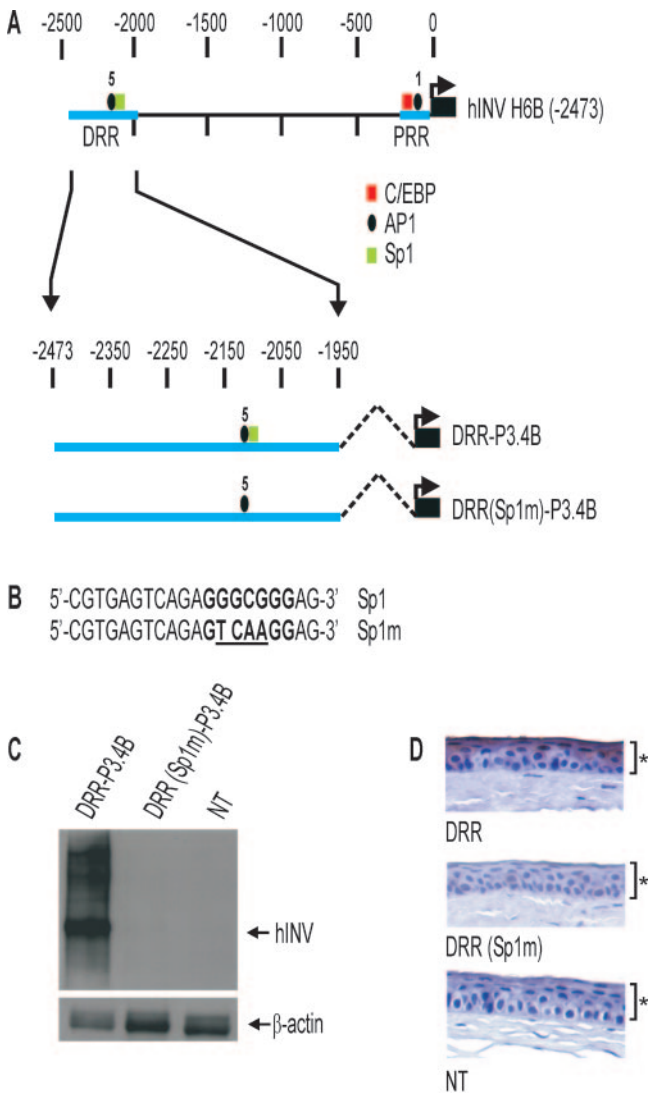 A
-2500 -2000 -1500 -1000 -500 0
5 1
hINV H6B (-2473)
DRR PRR
C/EBP
AP1
Sp1
-2473 -2350 -2250 -2150 -2050 -1950
5
DRR-P3.4B
5
DRR(Sp1m)-P3.4B
B
5'-CGTGAGTCAGAGGGCGGGAG-3' Sp1
5'-CGTGAGTCAGAGTCAAGGAG-3' Sp1m
C
DRR-P3.4B
DRR (Sp1m)-P3.4B
NT
hINV
β-actin
D
*
DRR
*
DRR (Sp1m)
*
NT